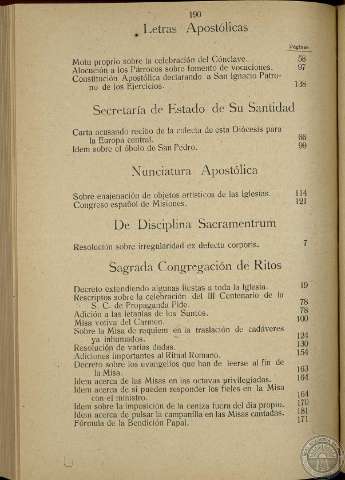 190
Letras Apostólicas
Páginas
Motu proprio sobre la celebración del Cónclave. 58
Alocución a los Párrocos sobre fomento de vocaciones. 97
Constitución Apostólica declarando a San Ignacio Patro-
no de los Ejercicios. 138
Secretaría de Estado de Su Santidad
Carta acusando recibo de la colecta de esta Diócesis para
la Europa central. 66
Idem sobre el óbolo de San Pedro. 99
Nunciatura Apostólica
Sobre enajenación de objetos artísticos de las Iglesias. 114
Congreso español de Misiones. 121
De Disciplina Sacramentrum
Resolución sobre irregularidad ex defectu corporis. 7
Sagrada Congregación de Ritos
Decreto extendiendo algunas fiestas a toda la Iglesia. 19
Rescriptos sobre la celebración del III Centenario de la
S. C. de Propaganda Fide. 78
Adición a las letanías de los Santos. 78
Misa votiva del Carmen. 100
Sobre la Misa de requiem en la traslación de cadáveres
ya inhumados. 124
Resolución de varias dudas. 130
Adiciones importantes al Ritual Romano. 154
Decreto sobre los evangelios que han de leerse al fin de
la Misa. 163
Idem acerca de las Misas en las octavas privilegiadas. 164
Idem acerca de si pueden responder los fieles en la Misa
con el ministro. 164
Idem sobre la imposición de la ceniza fuera del día propio. 170
Idem acerca de pulsar la campanilla en las Misas cantadas. 181
Fórmula de la Bendición Papal. 171